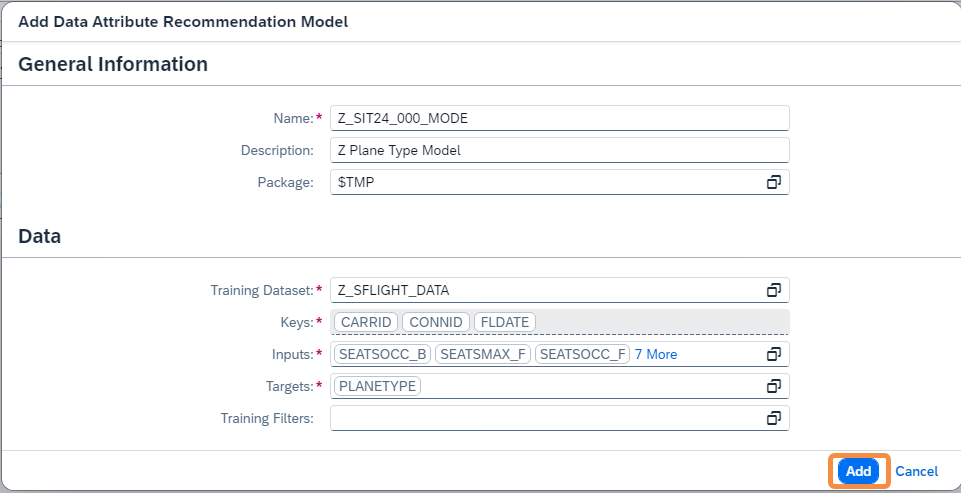 Add Data Attribute Recommendation Model
General Information
Name:* Z_SIT24_000_MODE
Description: Z Plane Type Model
Package: $TMP
Data
Training Dataset:* Z_SFLIGHT_DATA
Keys:* CARRID CONNID FLDATE
Inputs:* SEATSOCC_B SEATSMAX_F SEATSOCC_F 7 More
Targets:* PLANETYPE
Training Filters:
Add Cancel